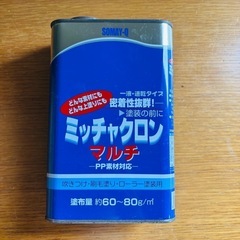 SOMAY-Q
どんな素材にも
どんな上塗りにも
一液・速乾タイプ
密着性抜群!
▶塗装の前に
ミッチャクロン
マルチ
―PP素材対応―
吹きつけ・刷毛塗り・ローラー塗装用
塗布量 約60〜80g/㎡